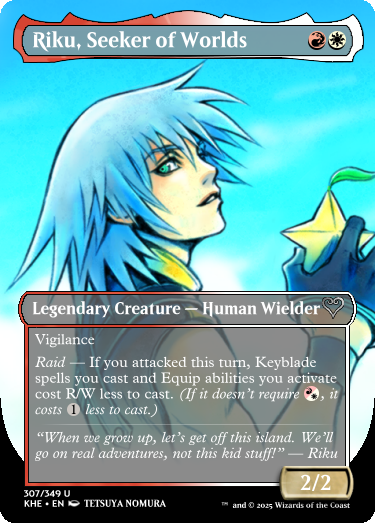 Riku, Seeker of Worlds
Legendary Creature — Human Wielder
Vigilance
Raid — If you attacked this turn, Keyblade
spells you cast and Equip abilities you activate
cost R/W less to cast. (If it doesn't require , it
costs 1 less to cast.)
“When we grow up, let's get off this island. We'll
go on real adventures, not this kid stuff!” — Riku
2/2
307/349 U
KHE • EN TETSUYA NOMURA
™ and © 2025 Wizards of the Coast